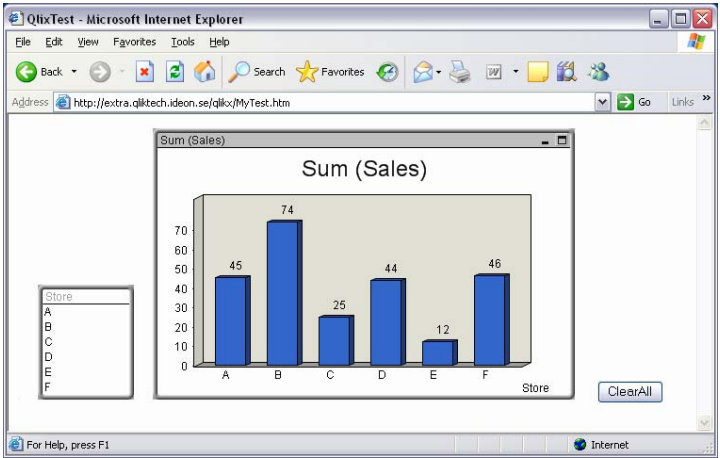 QlixTest - Microsoft Internet Explorer
File Edit View Favorites Tools Help
Back Search Favorites W
Address http://extra.qliktech.ideon.se/qlikx/MyTest.htm Go Links »
Sum (Sales)
Sum (Sales)
74
70
60
50
45
44
46
40
30
25
20
12
10
0
A B C D E F
Store
Store
A
B
C
D
E
F
ClearAll
For Help, press F1 Internet